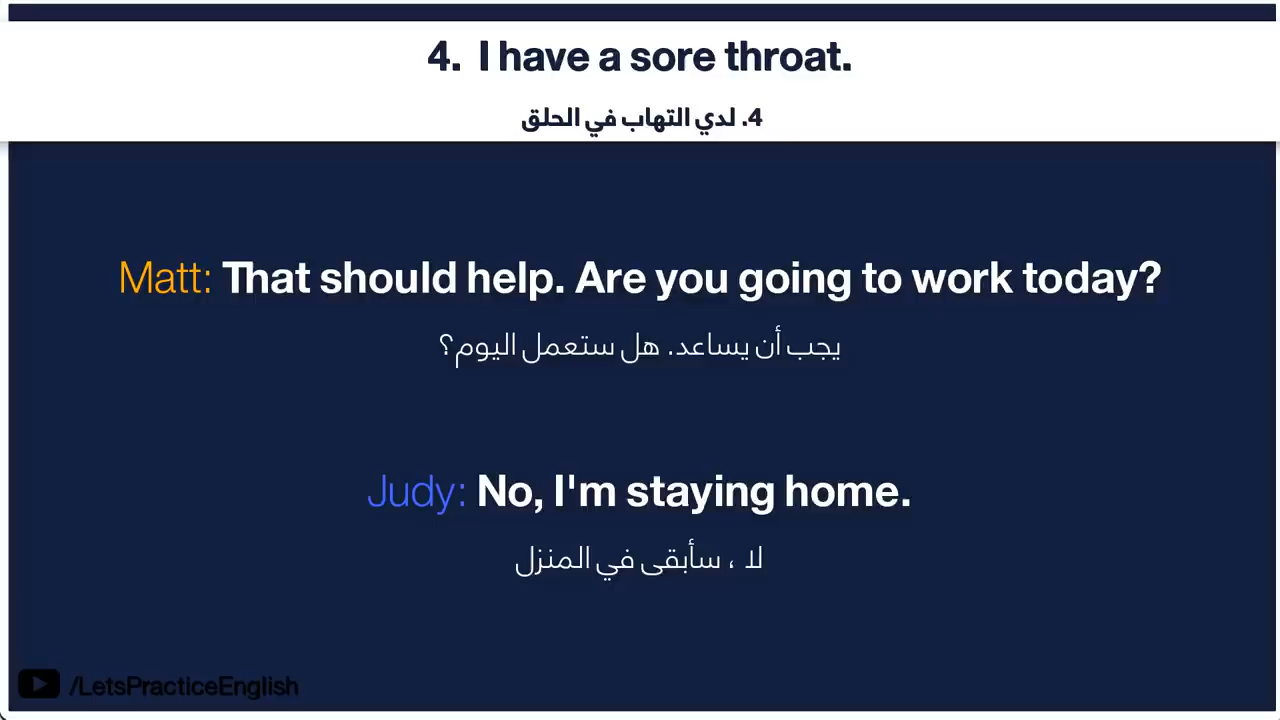 4. I have a sore throat.
4. لدي التهاب في الحلق
Matt: That should help. Are you going to work today?
يجب أن يساعد. هل ستعمل اليوم؟
Judy: No, I'm staying home.
لا ، سأبقى في المنزل
/LetsPracticeEnglish